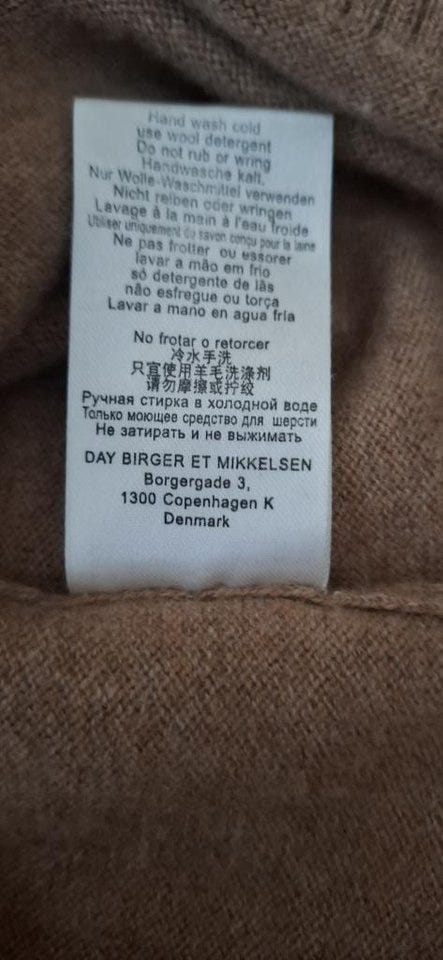 Hand wash cold
use wool detergent
Do not rub or wring
Handwasche kalt.
Nur Wolle-Waschmittel verwenden
Nicht reiben oder wringen
Lavage à la main à l'eau froide
Utiliser uniquement du savon conçu pour la laine
Ne pas frotter ou essorer
lavar a mão em frio
só detergente de lãs
não esfregue ou torça
Lavar a mano en agua fria
No frotar o retorcer
冷水手洗
只宜使用羊毛洗涤剂
请勿摩擦或拧绞
Ручная стирка в холодной воде
Только моющее средство для шерсти
Не затирать и не выжимать
DAY BIRGER ET MIKKELSEN
Borgergade 3,
1300 Copenhagen K
Denmark